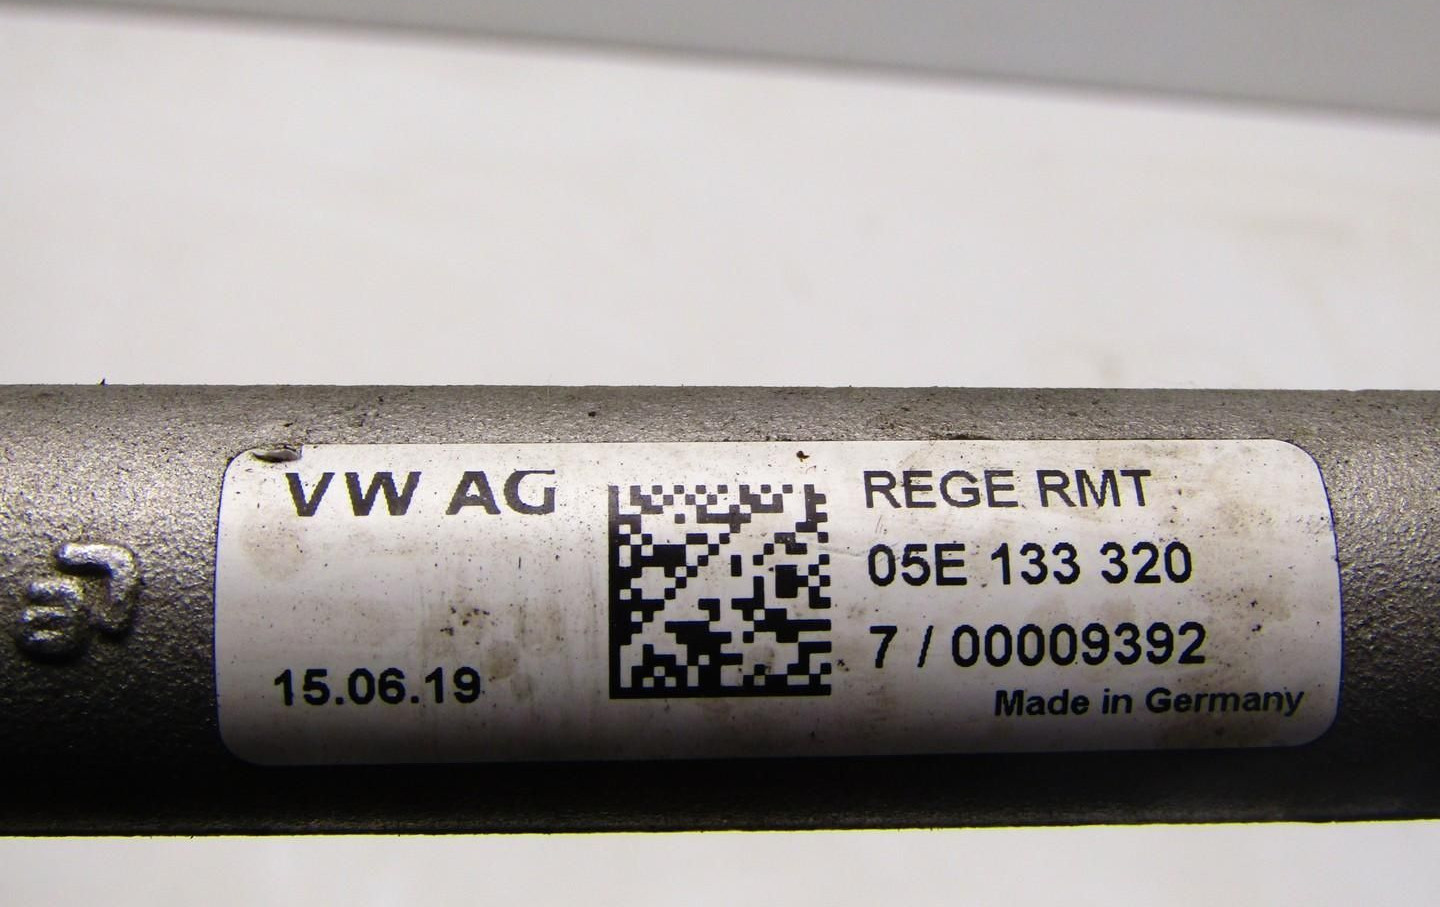 VW AG
15.06.19
REGE RMT
05E 133 320
7 / 00009392
Made in Germany